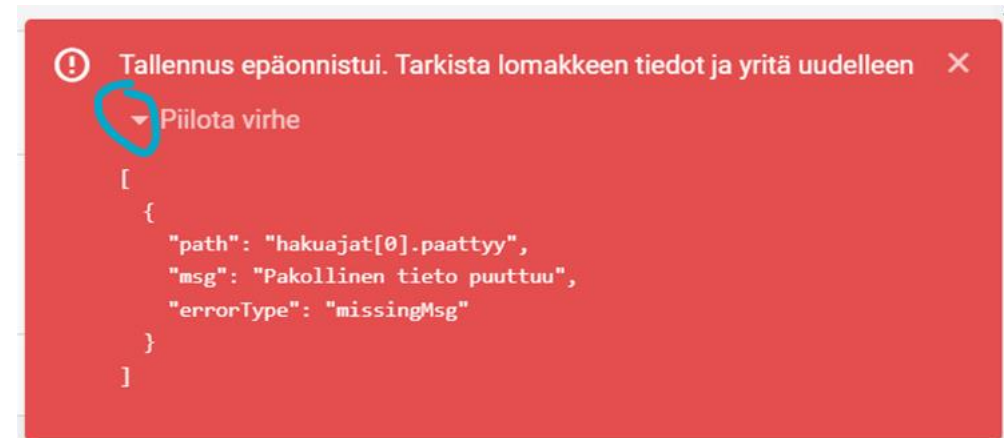 Tallennus epäonnistui. Tarkista lomakkeen tiedot ja yritä uudelleen
Piilota virhe
[
{
"path": "hakuajat[0].paattyy",
"msg": "Pakollinen tieto puuttuu",
"errorType": "missingMsg"
}
]